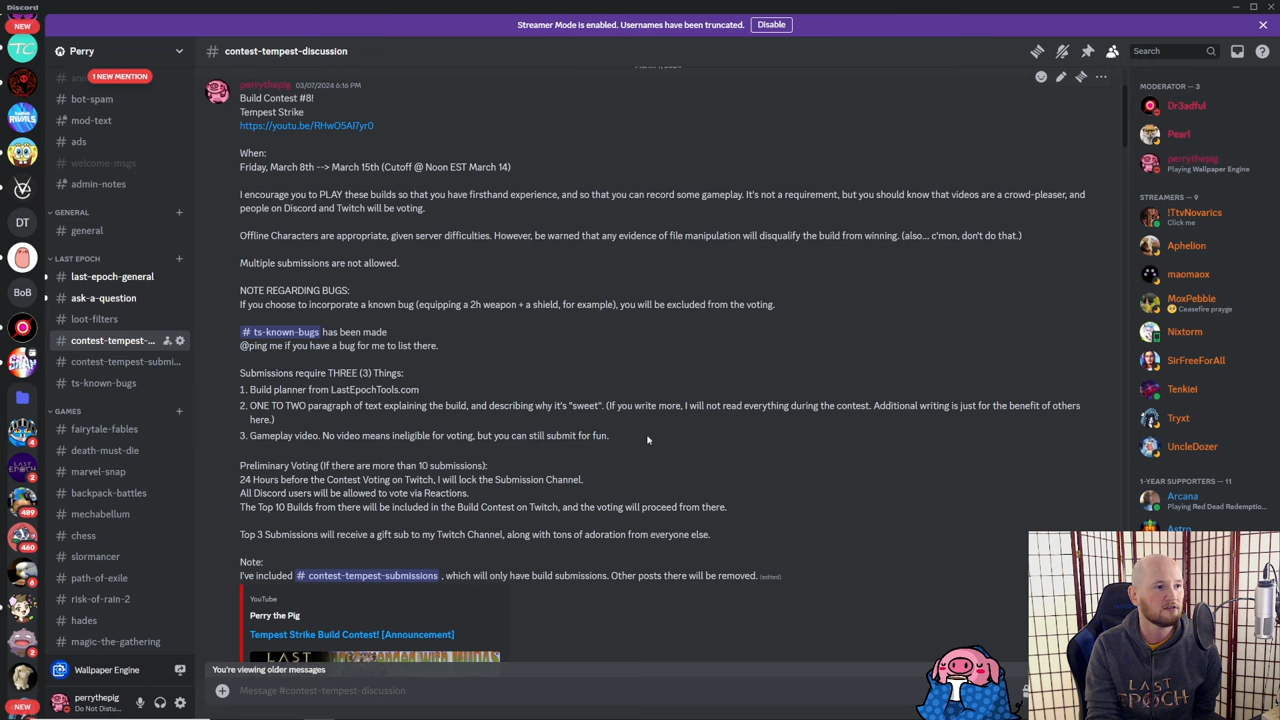 Discord
NEW
Streamer Mode is enabled. Usernames have been truncated.
Disable
TC
DT
BoB
4
2
489
460
6
2
NEW
Perry
1 NEW MENTION
bot-spam
mod-text
ads
welcome-msgs
admin-notes
GENERAL
general
LAST EPOCH
last-epoch-general
ask-a-question
loot-filters
contest-tempest-...
contest-tempest-submi...
ts-known-bugs
GAMES
fairytale-fables
death-must-die
marvel-snap
backpack-battles
mechabellum
chess
slormancer
path-of-exile
risk-of-rain-2
hades
magic-the-gathering
Wallpaper Engine
perrythepig
Do Not Distu...
# contest-tempest-discussion
Search
perrythepig 03/07/2024 6:16 PM
Build Contest #8!
Tempest Strike
https://youtu.be/RHwO5AI7yr0
When:
Friday, March 8th --> March 15th (Cutoff @ Noon EST March 14)
I encourage you to PLAY these builds so that you have firsthand experience, and so that you can record some gameplay. It's not a requirement, but you should know that videos are a crowd-pleaser, and
people on Discord and Twitch will be voting.
Offline Characters are appropriate, given server difficulties. However, be warned that any evidence of file manipulation will disqualify the build from winning. (also... c'mon, don't do that.)
Multiple submissions are not allowed.
NOTE REGARDING BUGS:
If you choose to incorporate a known bug (equipping a 2h weapon + a shield, for example), you will be excluded from the voting.
# ts-known-bugs has been made
@ping me if you have a bug for me to list there.
Submissions require THREE (3) Things:
1. Build planner from LastEpochTools.com
2. ONE TO TWO paragraph of text explaining the build, and describing why it's "sweet". (If you write more, I will not read everything during the contest. Additional writing is just for the benefit of others
here.)
3. Gameplay video. No video means ineligible for voting, but you can still submit for fun.
Preliminary Voting (If there are more than 10 submissions):
24 Hours before the Contest Voting on Twitch, I will lock the Submission Channel.
All Discord users will be allowed to vote via Reactions.
The Top 10 Builds from there will be included in the Build Contest on Twitch, and the voting will proceed from there.
Top 3 Submissions will receive a gift sub to my Twitch Channel, along with tons of adoration from everyone else.
Note:
I've included # contest-tempest-submissions , which will only have build submissions. Other posts there will be removed. (edited)
YouTube
Perry the Pig
Tempest Strike Build Contest! [Announcement]
You're viewing older messages
Message #contest-tempest-discussion
MODERATOR — 3
Dr3adful
Pearl
perrythepig
Playing Wallpaper Engine
STREAMERS — 9
!TtvNovarics
Click me
Aphelion
maomaox
MoxPebble
Ceasefire prayge
Nixtorm
SirFreeForAll
Tenkiei
Tryxt
UncleDozer
1-YEAR SUPPORTERS — 11
Arcana
Playing Red Dead Redemptio...
Astro
LAST
EPOCH